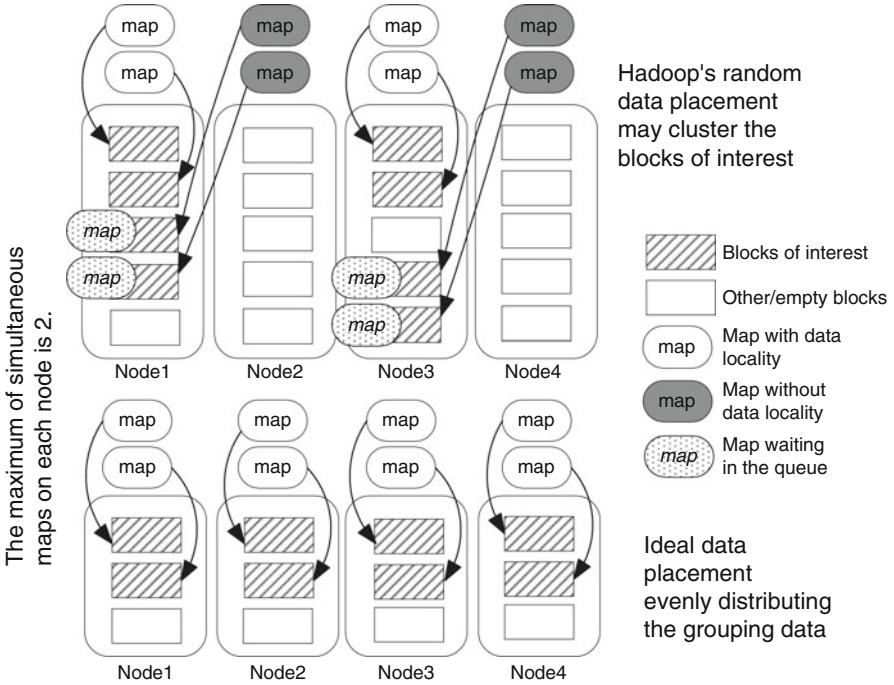 map map map map
map map map map
Hadoop's random
data placement
may cluster the
blocks of interest
map map
map map
Node1 Node2 Node3 Node4
The maximum of simultaneous
maps on each node is 2.
Blocks of interest
Other/empty blocks
map Map with data
locality
map Map without
data locality
map Map waiting
in the queue
map map map map
map map map map
Ideal data
placement
evenly distributing
the grouping data
Node1 Node2 Node3 Node4